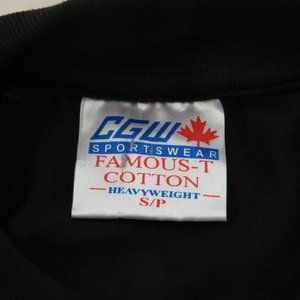 CGW
SPORTSWEAR
FAMOUS-T
COTTON
HEAVYWEIGHT
S/P